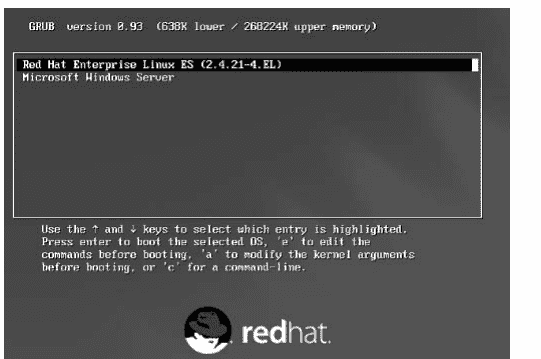 GRUB version 0.93 (638K lower / 268224K upper memory)
Red Hat Enterprise Linux ES (2.4.21-4.EL)
Microsoft Windows Server
Use the ↑ and ↓ keys to select which entry is highlighted.
Press enter to boot the selected OS, 'e' to edit the
commands before booting, 'a' to modify the kernel arguments
before booting, or 'c' for a command-line.
redhat.